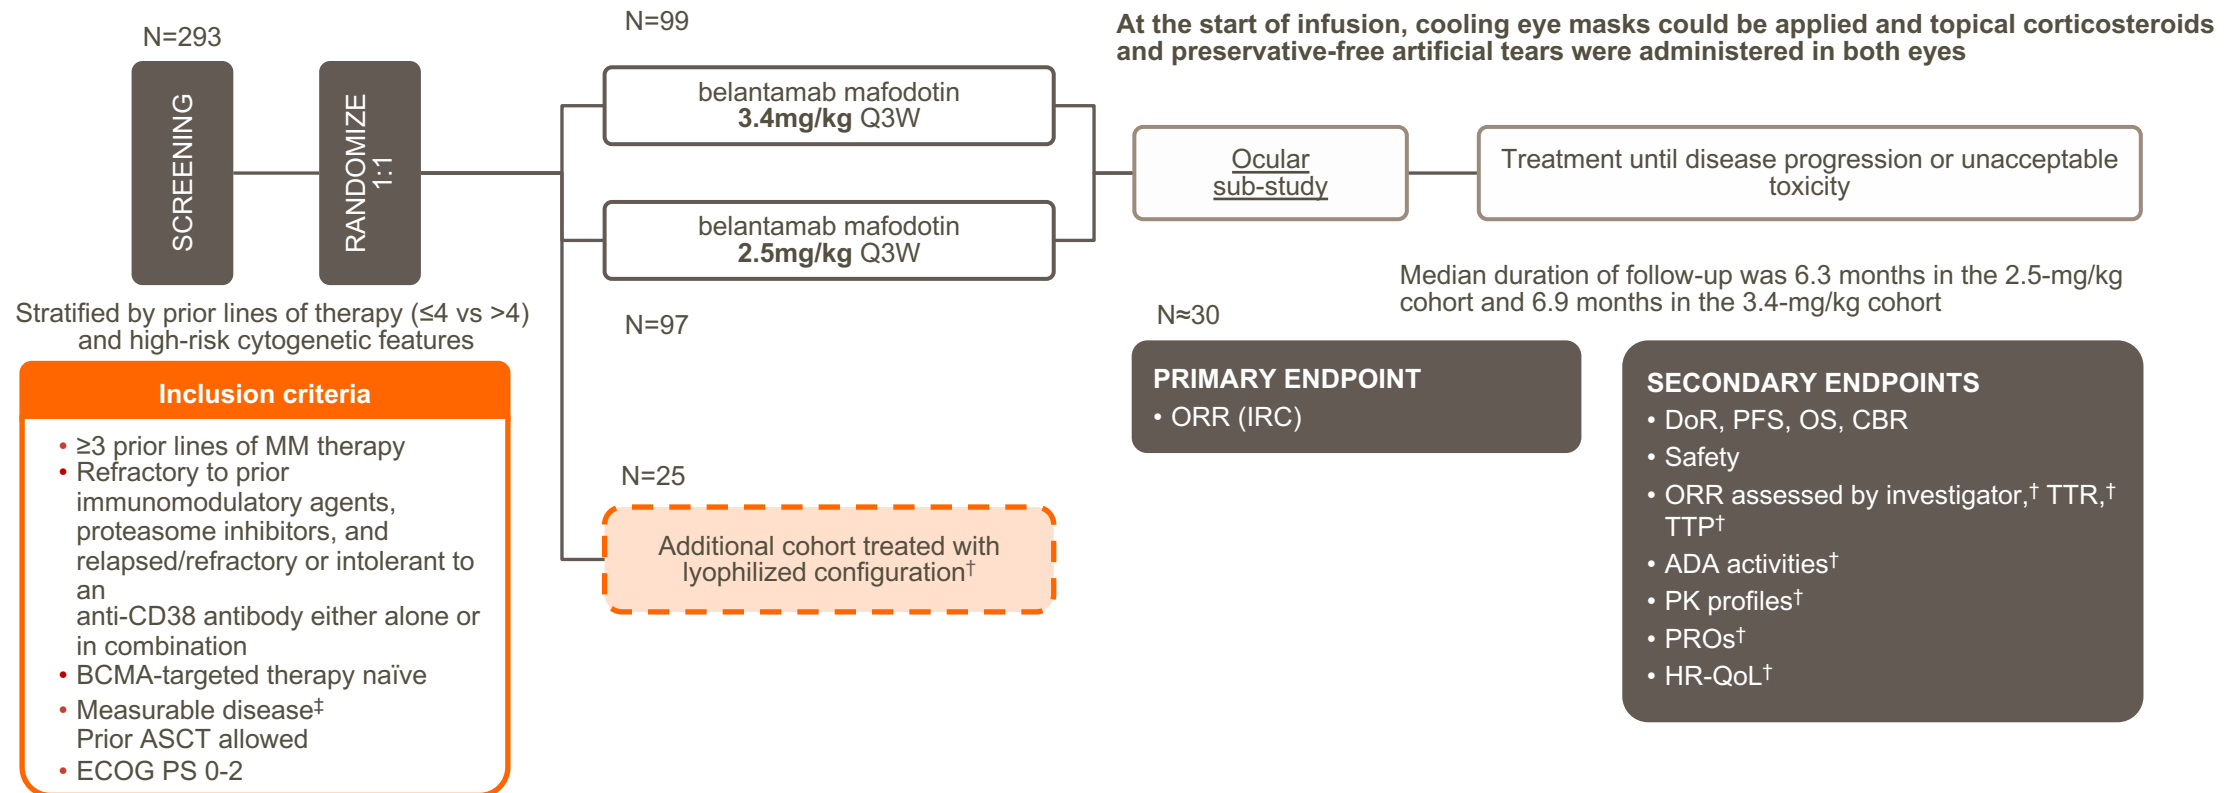 N=293
SCREENING
RANDOMIZE
1:1
Stratified by prior lines of therapy (≤4 vs >4)
and high-risk cytogenetic features
Inclusion criteria
• ≥3 prior lines of MM therapy
• Refractory to prior
immunomodulatory agents,
proteasome inhibitors, and
relapsed/refractory or intolerant to
an
anti-CD38 antibody either alone or
in combination
• BCMA-targeted therapy naïve
• Measurable disease‡
Prior ASCT allowed
• ECOG PS 0-2
N=99
belantamab mafodotin
3.4mg/kg Q3W
belantamab mafodotin
2.5mg/kg Q3W
N=97
N=25
Additional cohort treated with
lyophilized configuration†
At the start of infusion, cooling eye masks could be applied and topical corticosteroids
and preservative-free artificial tears were administered in both eyes
Ocular
sub-study
Treatment until disease progression or unacceptable
toxicity
Median duration of follow-up was 6.3 months in the 2.5-mg/kg
cohort and 6.9 months in the 3.4-mg/kg cohort
N≈30
PRIMARY ENDPOINT
• ORR (IRC)
SECONDARY ENDPOINTS
• DoR, PFS, OS, CBR
• Safety
• ORR assessed by investigator,† TTR,†
TTP†
• ADA activities†
• PK profiles†
• PROs†
• HR-QoL†